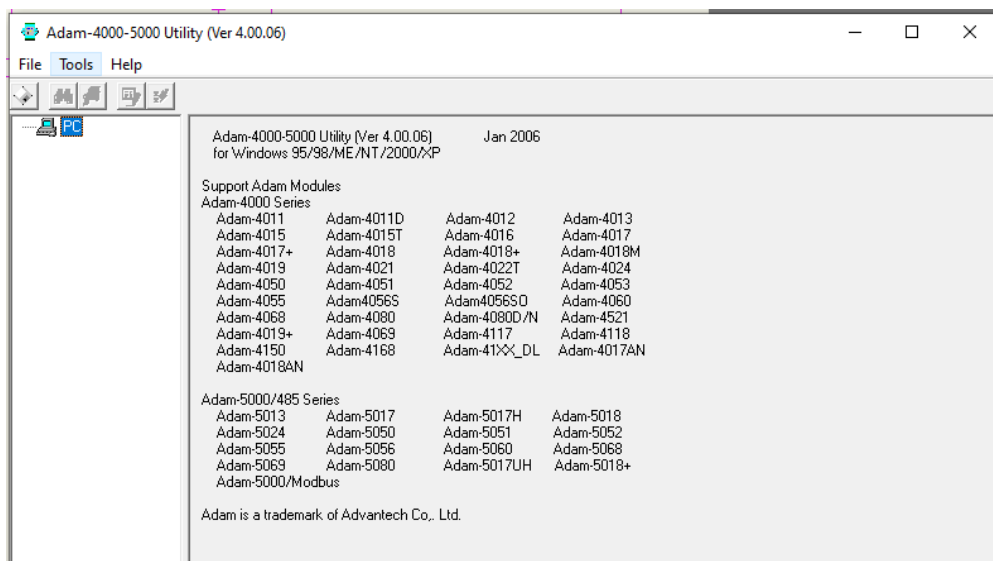 Adam-4000-5000 Utility (Ver 4.00.06)
File Tools Help
PC
Adam-4000-5000 Utility (Ver 4.00.06) Jan 2006
for Windows 95/98/ME/NT/2000/XP
Support Adam Modules
Adam-4000 Series
Adam-4011 Adam-4011D Adam-4012 Adam-4013
Adam-4015 Adam-4015T Adam-4016 Adam-4017
Adam-4017+ Adam-4018 Adam-4018+ Adam-4018M
Adam-4019 Adam-4021 Adam-4022T Adam-4024
Adam-4050 Adam-4051 Adam-4052 Adam-4053
Adam-4055 Adam4056S Adam4056SO Adam-4060
Adam-4068 Adam-4080 Adam-4080D/N Adam-4521
Adam-4019+ Adam-4069 Adam-4117 Adam-4118
Adam-4150 Adam-4168 Adam-41XX_DL Adam-4017AN
Adam-4018AN
Adam-5000/485 Series
Adam-5013 Adam-5017 Adam-5017H Adam-5018
Adam-5024 Adam-5050 Adam-5051 Adam-5052
Adam-5055 Adam-5056 Adam-5060 Adam-5068
Adam-5069 Adam-5080 Adam-5017UH Adam-5018+
Adam-5000/Modbus
Adam is a trademark of Advantech Co,. Ltd.